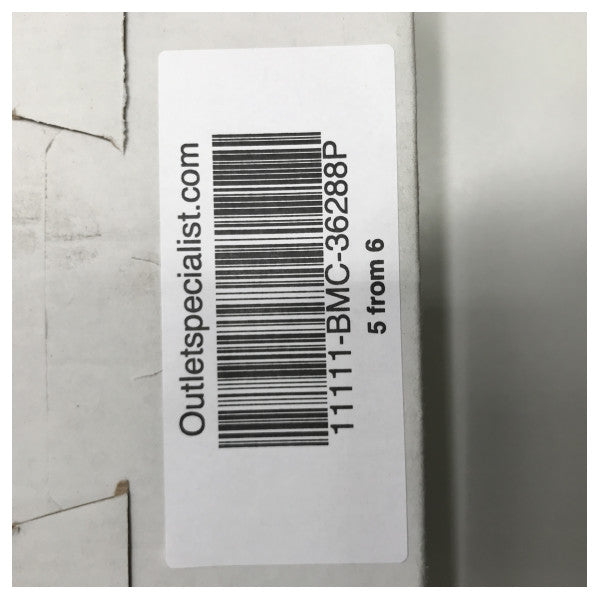 Outletspecialist.com
11111-BMC-36288P
5 from 6